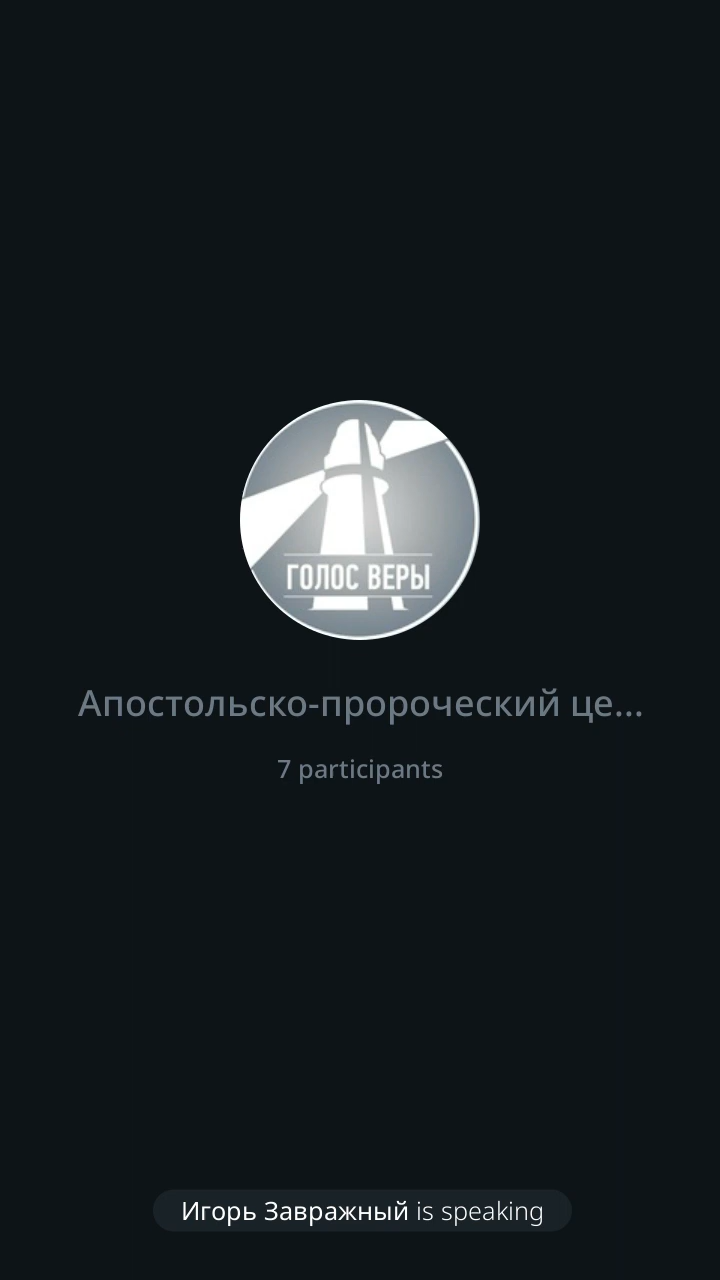 ГОЛОС ВЕРЫ
Апостольско-пророческий це...
7 participants
Игорь Завражный is speaking